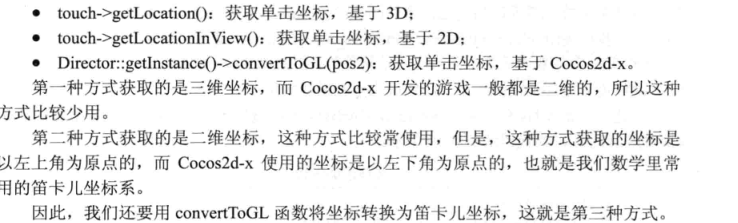 • touch->getLocation()：获取单击坐标，基于 3D；
• touch->getLocationInView()：获取单击坐标，基于 2D；
• Director::getInstance()->convertToGL(pos2)：获取单击坐标，基于 Cocos2d-x。
第一种方式获取的是三维坐标，而 Cocos2d-x 开发的游戏一般都是二维的，所以这种
方式比较少用。
第二种方式获取的是二维坐标，这种方式比较常使用，但是，这种方式获取的坐标是
以左上角为原点的，而 Cocos2d-x 使用的坐标是以左下角为原点的，也就是我们数学里常
用的笛卡儿坐标系。
因此，我们还要用 convertToGL 函数将坐标转换为笛卡儿坐标，这就是第三种方式。